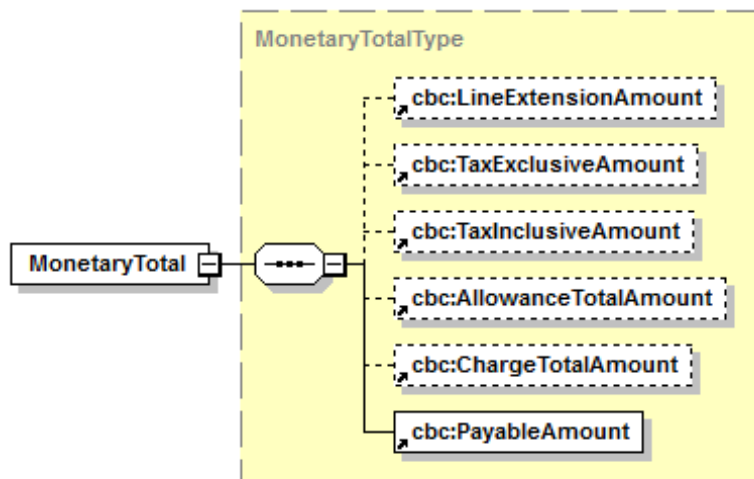 MonetaryTotalType
cbc:LineExtensionAmount
cbc:TaxExclusiveAmount
MonetaryTotal
cbc:TaxInclusiveAmount
cbc:AllowanceTotalAmount
cbc:ChargeTotalAmount
cbc:PayableAmount